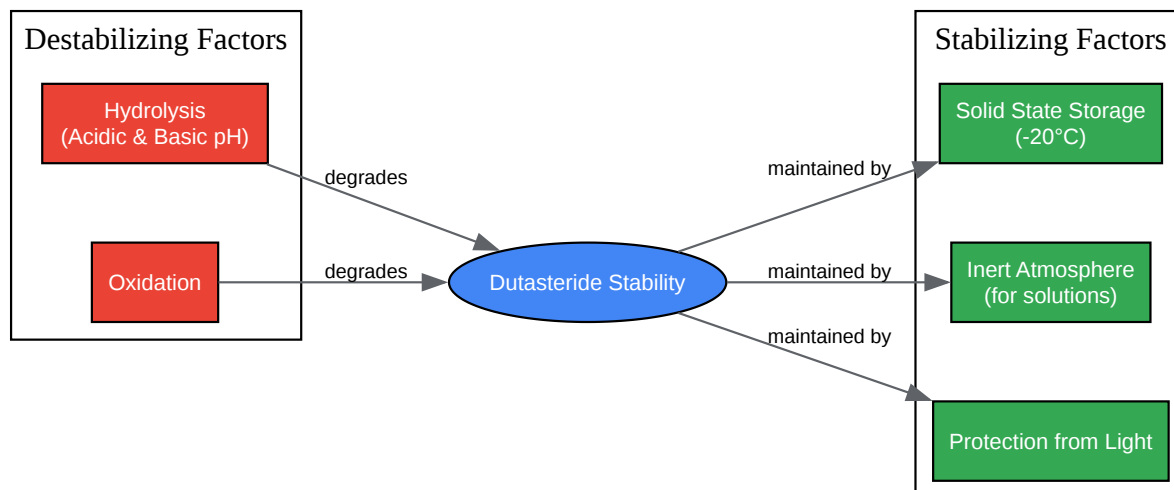 Destabilizing Factors
Hydrolysis
(Acidic & Basic pH)
Oxidation
degrades
degrades
Dutasteride Stability
maintained by
maintained by
maintained by
Stabilizing Factors
Solid State Storage
(-20°C)
Inert Atmosphere
(for solutions)
Protection from Light